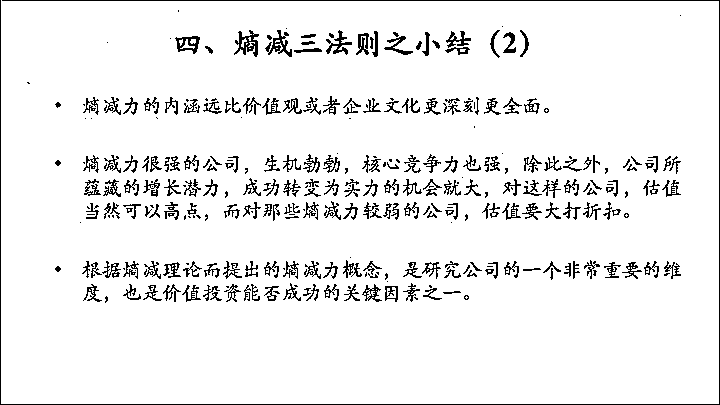 四、熵减三法则之小结（2）
• 熵减力的内涵远比价值观或者企业文化更深刻更全面。
• 熵减力很强的公司，生机勃勃，核心竞争力也强，除此之外，公司所
蕴藏的增长潜力，成功转变为实力的机会就大，对这样的公司，估值
当然可以高点，而对那些熵减力较弱的公司，估值要大打折扣。
• 根据熵减理论而提出的熵减力概念，是研究公司的一个非常重要的维
度，也是价值投资能否成功的关键因素之一。